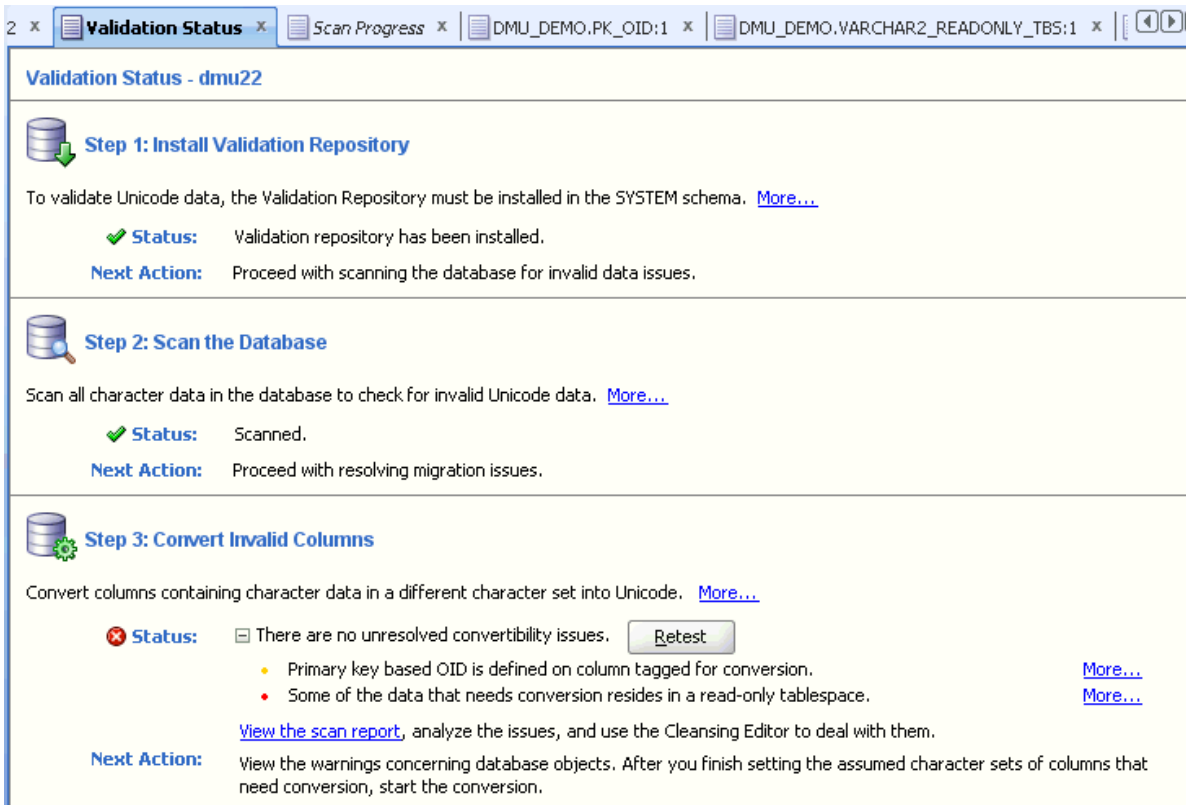 2 x Validation Status x Scan Progress x DMU_DEMO.PK_OID:1 x DMU_DEMO.VARCHAR2_READONLY_TBS:1 x
Validation Status - dmu22
Step 1: Install Validation Repository
To validate Unicode data, the Validation Repository must be installed in the SYSTEM schema. More...
Status: Validation repository has been installed.
Next Action: Proceed with scanning the database for invalid data issues.
Step 2: Scan the Database
Scan all character data in the database to check for invalid Unicode data. More...
Status: Scanned.
Next Action: Proceed with resolving migration issues.
Step 3: Convert Invalid Columns
Convert columns containing character data in a different character set into Unicode. More...
Status: There are no unresolved convertibility issues. Retest
Primary key based OID is defined on column tagged for conversion. More...
Some of the data that needs conversion resides in a read-only tablespace. More...
View the scan report, analyze the issues, and use the Cleansing Editor to deal with them.
Next Action: View the warnings concerning database objects. After you finish setting the assumed character sets of columns that
need conversion, start the conversion.